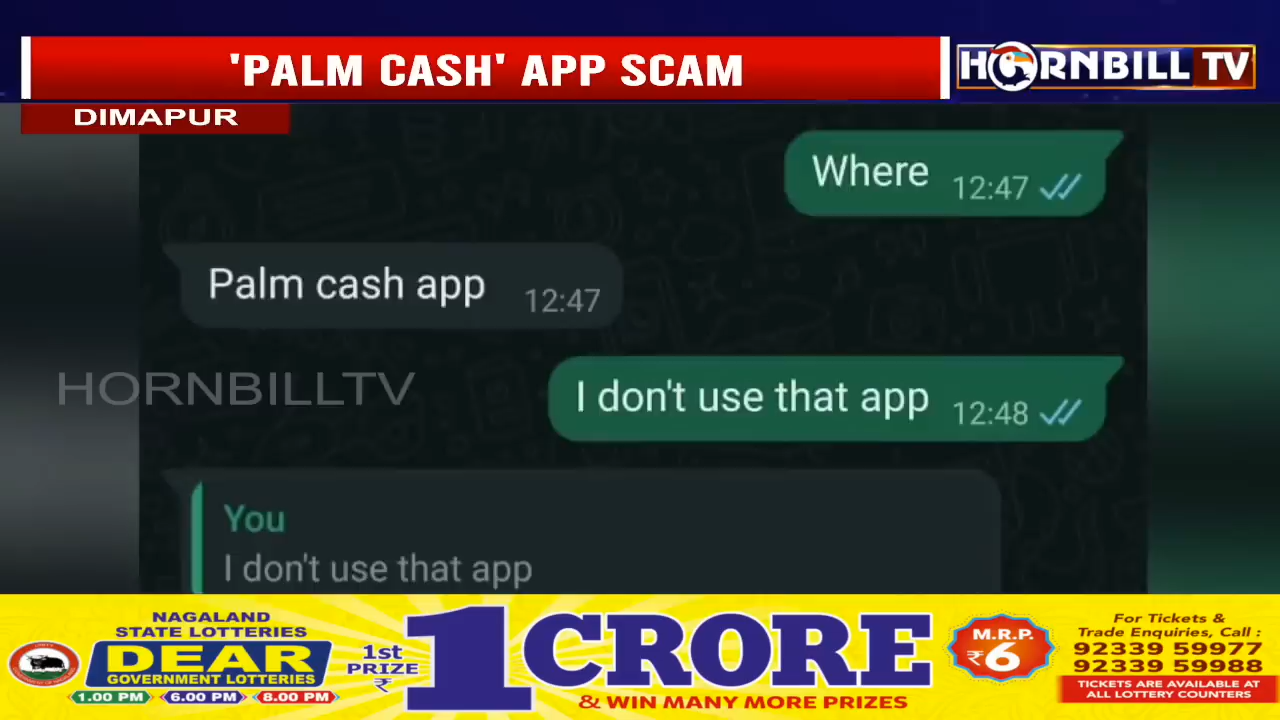 'PALM CASH' APP SCAM
HORNBILL TV
DIMAPUR
Where 12:47
Palm cash app 12:47
HORNBILLTV
I don't use that app 12:48
You
I don't use that app
NAGALAND
STATE LOTTERIES
DEAR
GOVERNMENT LOTTERIES
1.00 PM 6.00 PM 8.00 PM
1st
PRIZE
₹
1 CRORE
& WIN MANY MORE PRIZES
M.R.P.
₹6
For Tickets &
Trade Enquiries, Call :
92339 59977
92339 59988
TICKETS ARE AVAILABLE AT
ALL LOTTERY COUNTERS